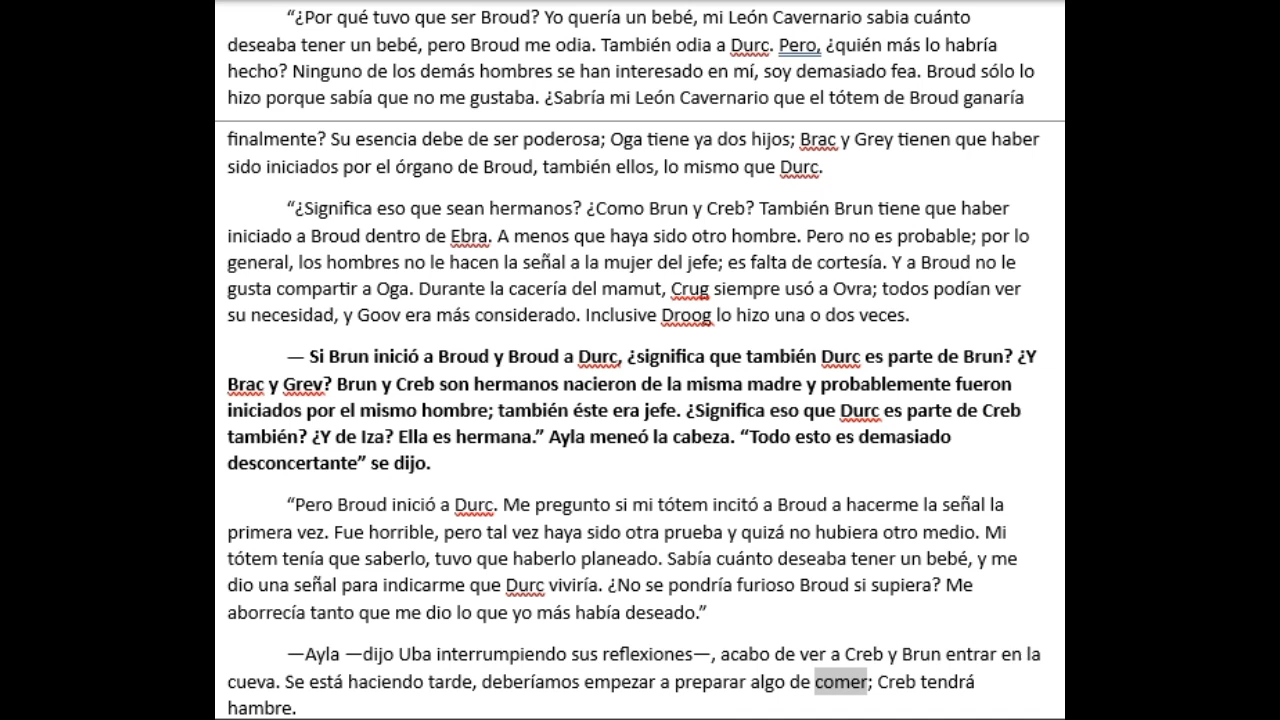 “¿Por qué tuvo que ser Broud? Yo quería un bebé, mi León Cavernario sabia cuánto
deseaba tener un bebé, pero Broud me odia. También odia a Durc. Pero, ¿quién más lo habría
hecho? Ninguno de los demás hombres se han interesado en mí, soy demasiado fea. Broud sólo lo
hizo porque sabía que no me gustaba. ¿Sabría mi León Cavernario que el tótem de Broud ganaría
finalmente? Su esencia debe de ser poderosa; Oga tiene ya dos hijos; Brac y Grey tienen que haber
sido iniciados por el órgano de Broud, también ellos, lo mismo que Durc.
“¿Significa eso que sean hermanos? ¿Como Brun y Creb? También Brun tiene que haber
iniciado a Broud dentro de Ebra. A menos que haya sido otro hombre. Pero no es probable; por lo
general, los hombres no le hacen la señal a la mujer del jefe; es falta de cortesía. Y a Broud no le
gusta compartir a Oga. Durante la cacería del mamut, Crug siempre usó a Ovra; todos podían ver
su necesidad, y Goov era más considerado. Inclusive Droog lo hizo una o dos veces.
— Si Brun inició a Broud y Broud a Durc, ¿significa que también Durc es parte de Brun? ¿Y
Brac y Grev? Brun y Creb son hermanos nacieron de la misma madre y probablemente fueron
iniciados por el mismo hombre; también éste era jefe. ¿Significa eso que Durc es parte de Creb
también? ¿Y de Iza? Ella es hermana.” Ayla meneó la cabeza. “Todo esto es demasiado
desconcertante” se dijo.
“Pero Broud inició a Durc. Me pregunto si mi tótem incitó a Broud a hacerme la señal la
primera vez. Fue horrible, pero tal vez haya sido otra prueba y quizá no hubiera otro medio. Mi
tótem tenía que saberlo, tuvo que haberlo planeado. Sabía cuánto deseaba tener un bebé, y me
dio una señal para indicarme que Durc viviría. ¿No se pondría furioso Broud si supiera? Me
aborrecía tanto que me dio lo que yo más había deseado.”
—Ayla —dijo Uba interrumpiendo sus reflexiones—, acabo de ver a Creb y Brun entrar en la
cueva. Se está haciendo tarde, deberíamos empezar a preparar algo de comer; Creb tendrá
hambre.